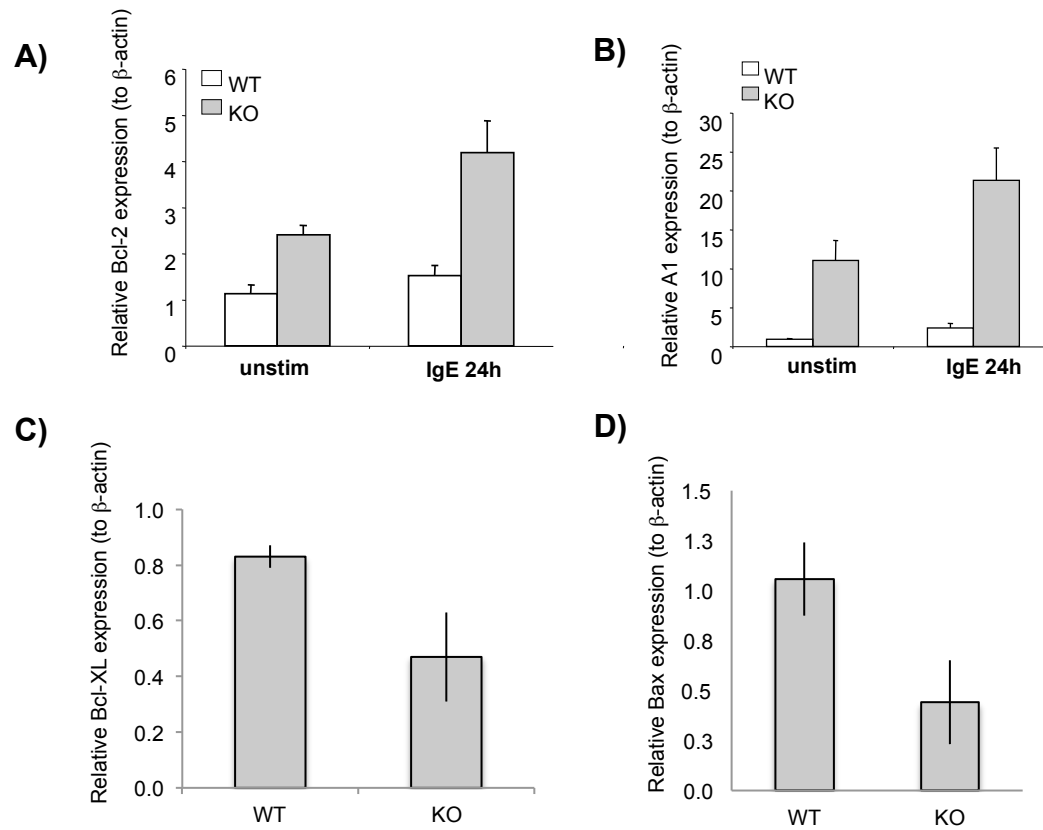 A)
Relative Bcl-2 expression (to β-actin)
6
5
4
3
2
1
0
WT
KO
unstim
IgE 24h
B)
Relative A1 expression (to β-actin)
WT
KO
30
25
20
15
10
5
0
unstim
IgE 24h
C)
Relative Bcl-XL expression (to β-actin)
1.0
0.8
0.6
0.4
0.2
0.0
WT
KO
D)
Relative Bax expression (to β-actin)
1.5
1.3
1.0
0.8
0.5
0.3
0.0
WT
KO